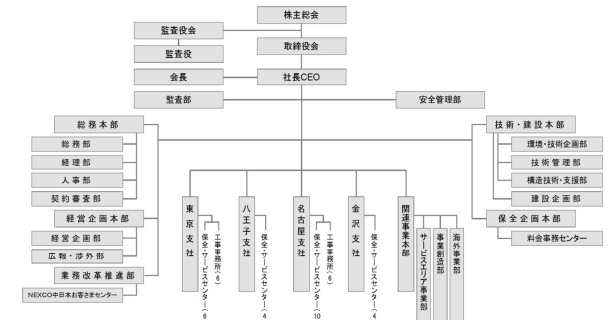 株主総会
監査役会
取締役会
監査役
会長
社長CEO
監査部
安全管理部
総務本部
総務部
経理部
人事部
契約審査部
経営企画本部
経営企画部
広報・渉外部
業務改革推進部
NEXCO中日本お客さまセンター
技術・建設本部
環境・技術企画部
技術管理部
構造技術・支援部
建設企画部
保全企画本部
料金事務センター
東京支社
工事事務所(6)
保全・サービスセンター(6
八王子支社
保全・サービスセンター(4
名古屋支社
工事事務所(6)
保全・サービスセンター(10
金沢支社
保全・サービスセンター(4
関連事業本部
サービスエリア事業部
事業創造部
海外事業部